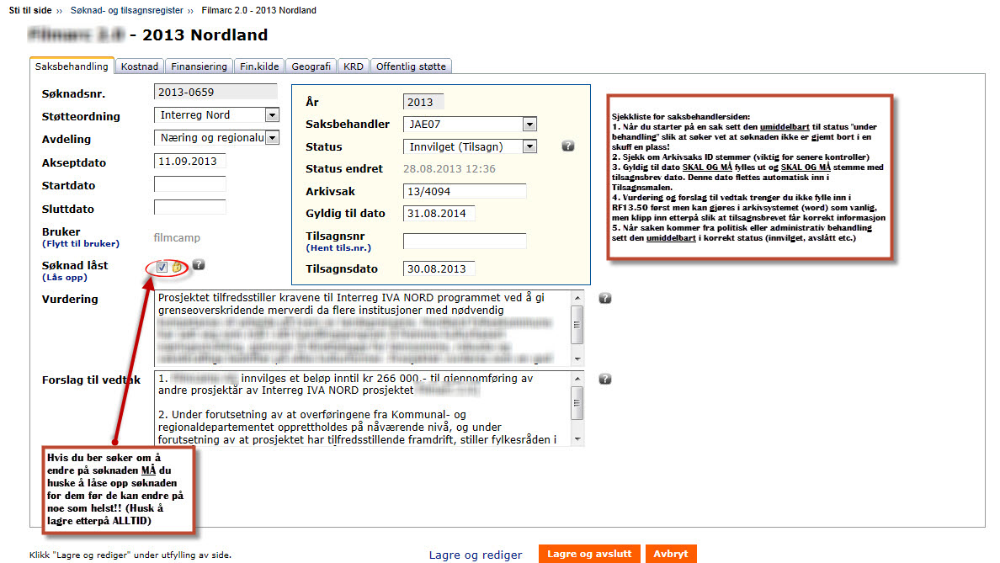 Sti til side ›› Søknad- og tilsagnsregister ›› Filmarc 2.0 - 2013 Nordland
- 2013 Nordland
Saksbehandling Kostnad Finansiering Fin.kilde Geografi KRD Offentlig støtte
Søknadsnr. 2013-0659
Støtteordning Interreg Nord
Avdeling Næring og regionalu
Akseptdato 11.09.2013
Startdato
Sluttdato
Bruker filmcamp
(Flytt til bruker)
Søknad låst
(Lås opp)
År 2013
Saksbehandler JAE07
Status Innvilget (Tilsagn)
Status endret 28.08.2013 12:36
Arkivsak 13/4094
Gyldig til dato 31.08.2014
Tilsagnsnr
(Hent tils.nr.)
Tilsagnsdato 30.08.2013
Sjekkliste for saksbehandlersiden:
1. Når du starter på en sak sett den umiddelbart til status "under
behandling" slik at søker vet at søknaden ikke er gjemt bort i en
skuff en plass!
2. Sjekk om Arkivsaks ID stemmer (viktig for senere kontroller)
3. Gyldig til dato SKAL OG MÅ fylles ut og SKAL OG MÅ stemme med
tilsagnsbrev dato. Denne dato flettes automatisk inn i
Tilsagnsmalen.
4. Vurdering og forslag til vedtak trenger du ikke fylle inn i
RF13.50 først men kan gjøres i arkivsystemet (word) som vanlig,
men klipp inn etterpå slik at tilsagnsbrevet får korrekt informasjon
5. Når saken kommer fra politisk eller administrativ behandling
sett den umiddelbart i korrekt status (innvilget, avslått etc.)
Vurdering
Prosjektet tilfredsstiller kravene til Interreg IVA NORD programmet ved å gi
grenseoverskridende merverdi da flere institusjoner med nødvendig
Forslag til vedtak
1. innvilges et beløp inntil kr 266 000,- til gjennomføring av
andre prosjektår av Interreg IVA NORD prosjektet
2. Under forutsetning av at overføringene fra Kommunal- og
regionaldepartementet opprettholdes på nåværende nivå, og under
forutsetning av at prosjektet har tilfredsstillende framdrift, stiller fylkesråden i
Hvis du ber søker om å
endre på søknaden MÅ du
huske å låse opp søknaden
for dem før de kan endre på
noe som helst!! (Husk å
lagre etterpå ALLTID)
Klikk "Lagre og rediger" under utfylling av side.
Lagre og rediger Lagre og avslutt Avbryt